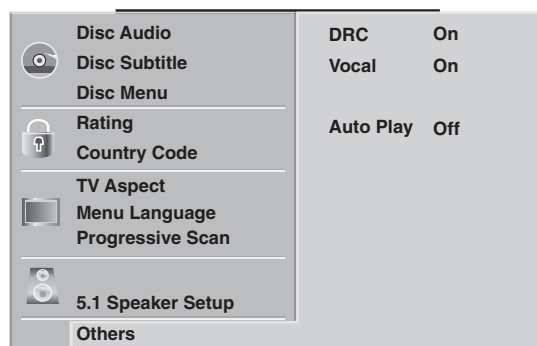 Disc Audio
Disc Subtitle
Disc Menu
Rating
Country Code
TV Aspect
Menu Language
Progressive Scan
5.1 Speaker Setup
Others
DRC On
Vocal On
Auto Play Off